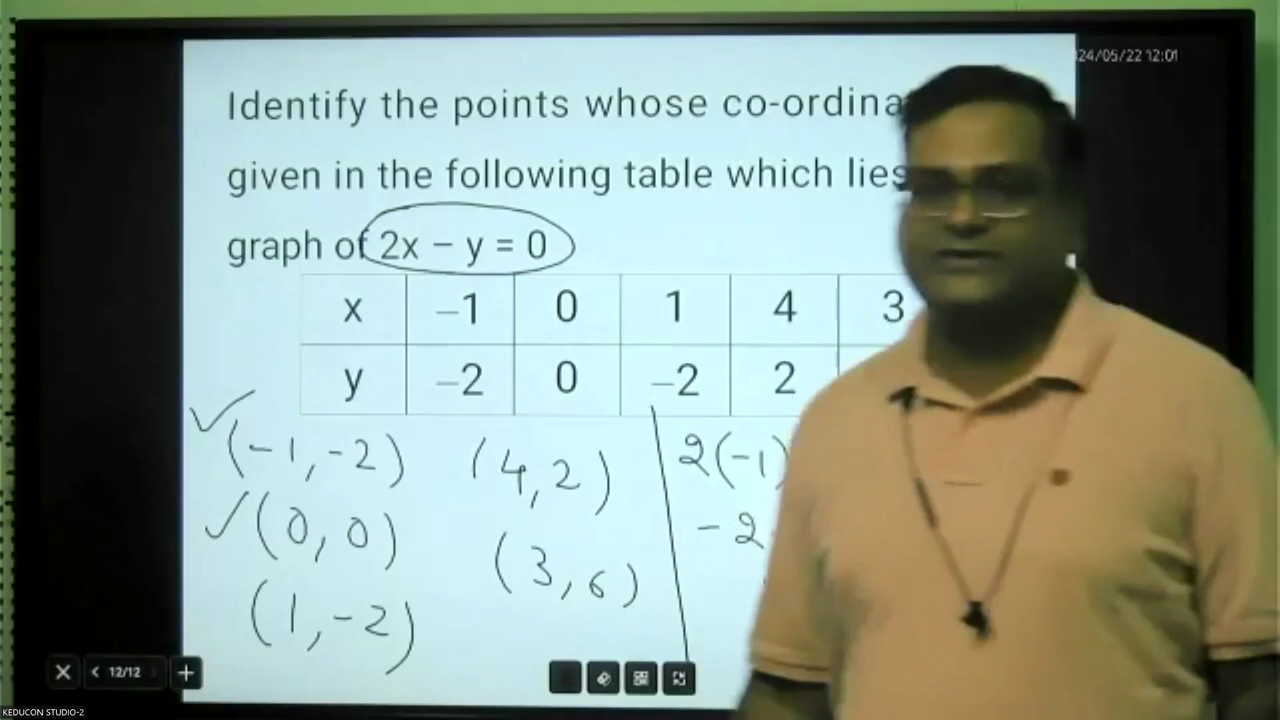 24/05/22 12:01
Identify the points whose co-ordina
given in the following table which lies
graph of 2x − y = 0
x −1 0 1 4 3
y −2 0 −2 2
✓ (-1, -2) (4, 2) 2(-1)
✓ (0, 0) (3, 6) -2
(1, -2)
12/12
KEDUCON STUDIO-2